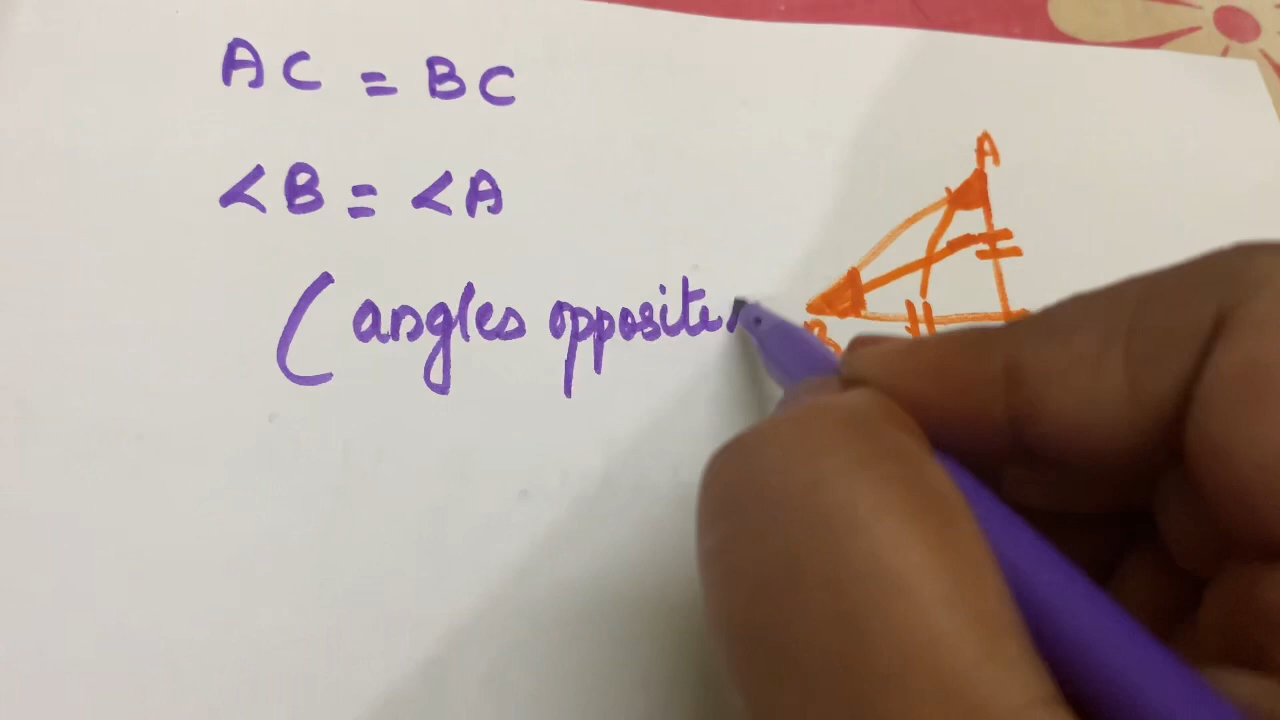 AC = BC
<B = <A
(angles opposite
A
B